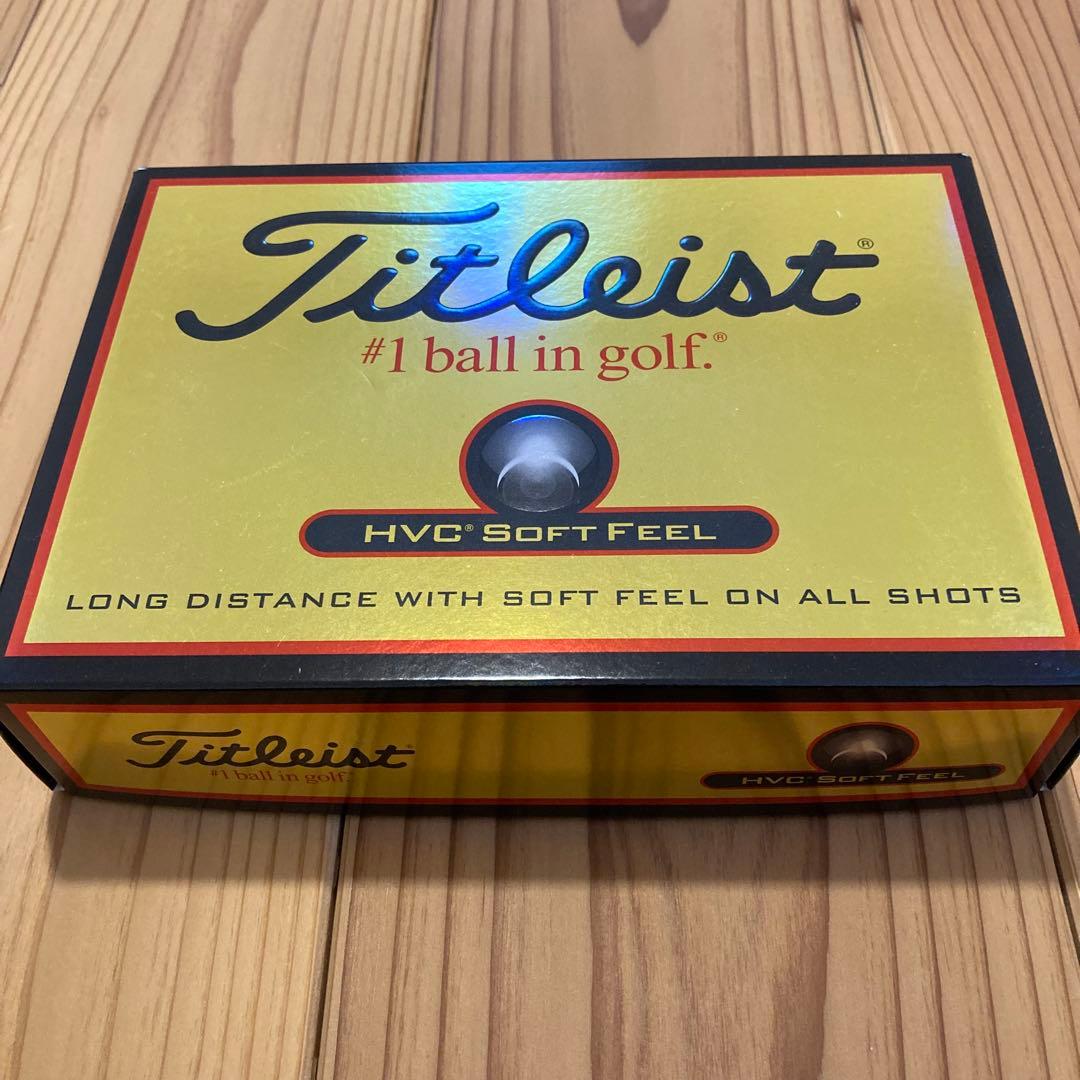 Titleist®
#1 ball in golf.®
HVC® SOFT FEEL
LONG DISTANCE WITH SOFT FEEL ON ALL SHOTS
Titleist®
#1 ball in golf.®
HVC® SOFT FEEL